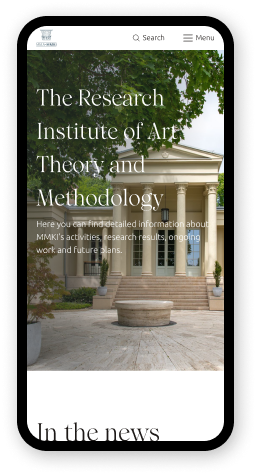 Search
Menu
The Research
Institute of Art
Theory and
Methodology
Here you can find detailed information about
MMKI's activities, research results, ongoing
work and future plans.
In the news